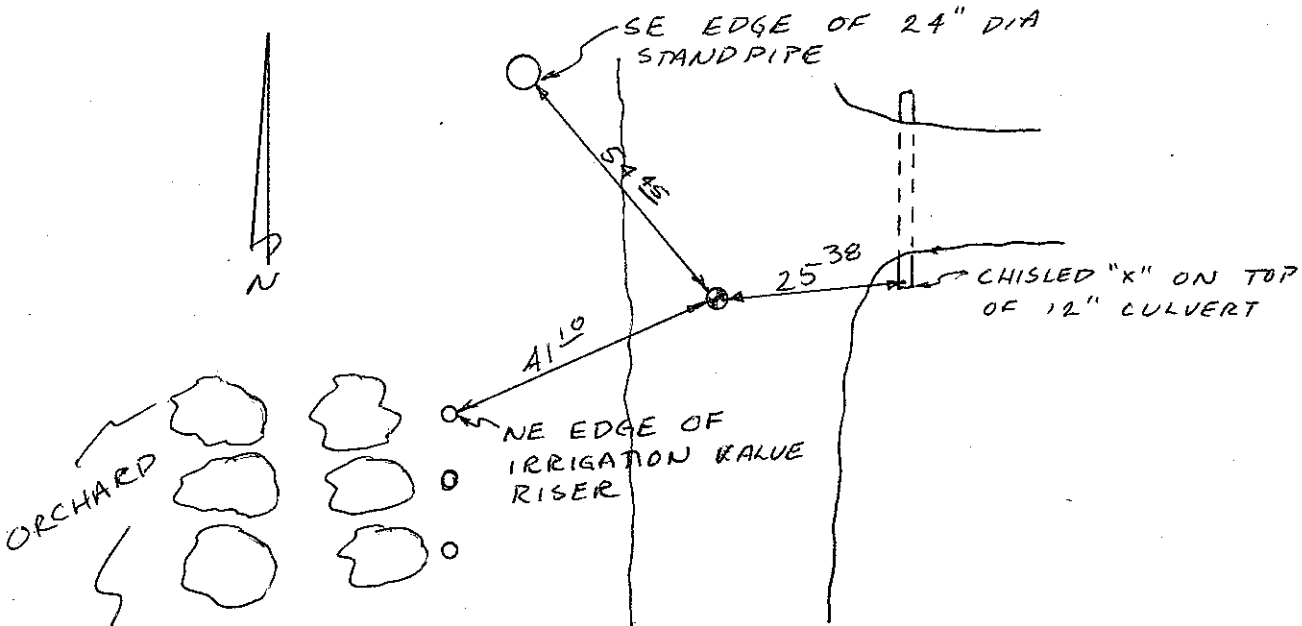 SE EDGE OF 24" DIA
STANDPIPE
54 45
25 38
CHISLED "X" ON TOP
OF 12" CULVERT
N
41 10
NE EDGE OF
IRRIGATION VALUE
RISER
ORCHARD